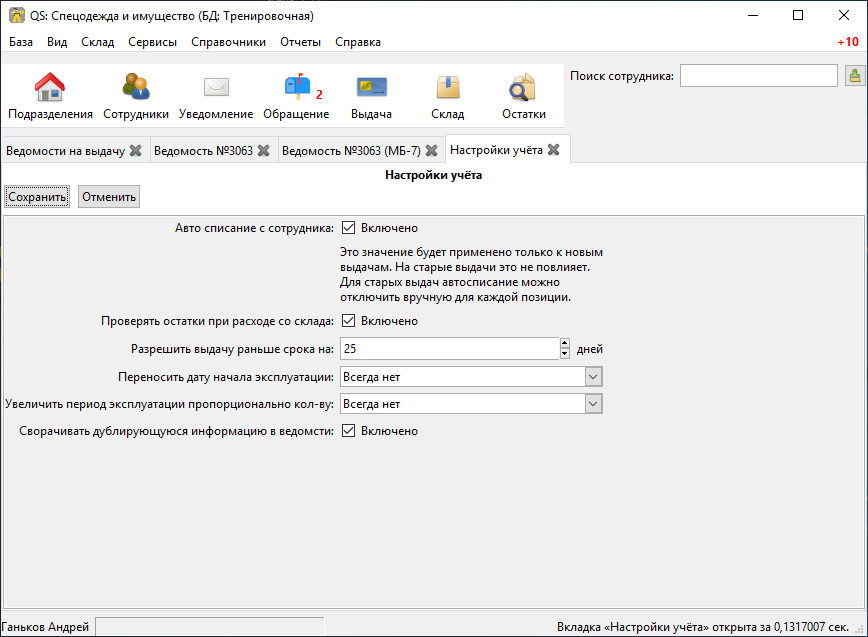 QS: Спецодежда и имущество (БД: Тренировочная)
База Вид Склад Сервисы Справочники Отчеты Справка +10
Поиск сотрудника:
2
Подразделения Сотрудники Уведомление Обращение Выдача Склад Остатки
Ведомости на выдачу Ведомость №3063 Ведомость №3063 (МБ-7) Настройки учёта
Настройки учёта
Сохранить Отменить
Авто списание с сотрудника: Включено
Это значение будет применено только к новым
выдачам. На старые выдачи это не повлияет.
Для старых выдач автосписание можно
отключить вручную для каждой позиции.
Проверять остатки при расходе со склада: Включено
Разрешить выдачу раньше срока на: 25 дней
Переносить дату начала эксплуатации: Всегда нет
Увеличить период эксплуатации пропорционально кол-ву: Всегда нет
Сворачивать дублирующуюся информацию в ведомсти: Включено
Ганьков Андрей Вкладка «Настройки учёта» открыта за 0,1317007 сек.